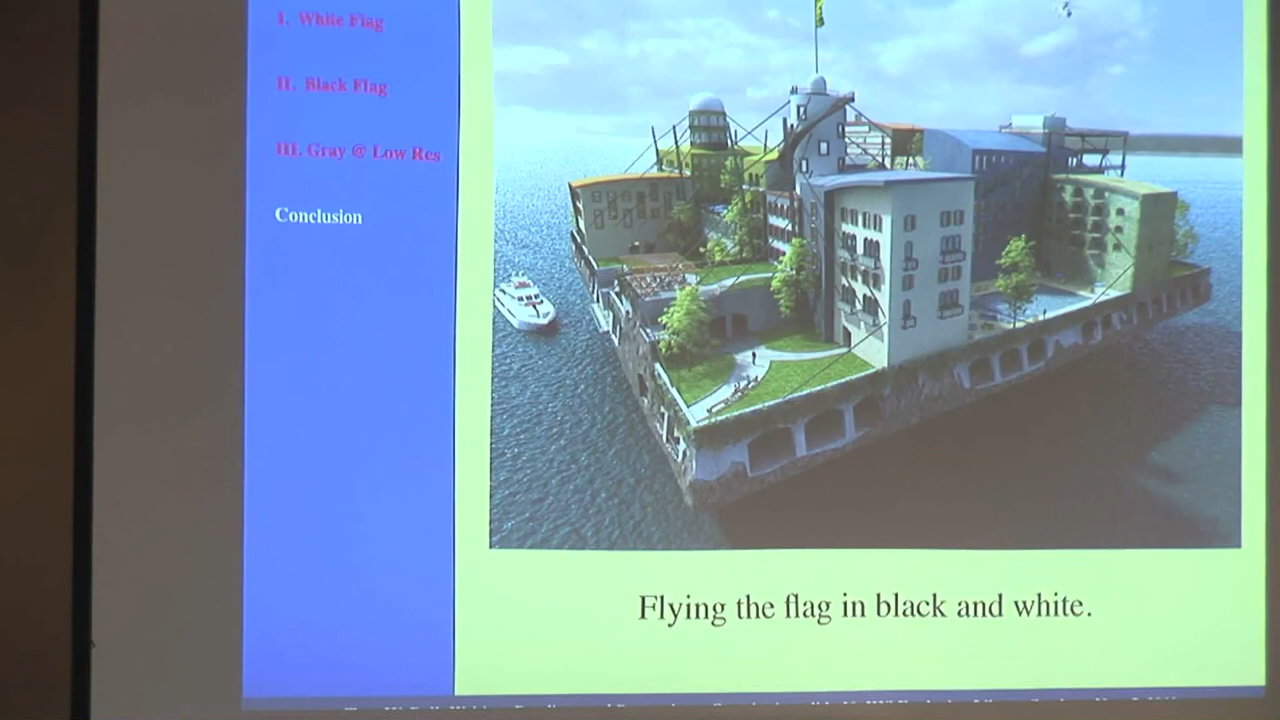 I. White Flag
II. Black Flag
III. Gray @ Low Res
Conclusion
Flying the flag in black and white.